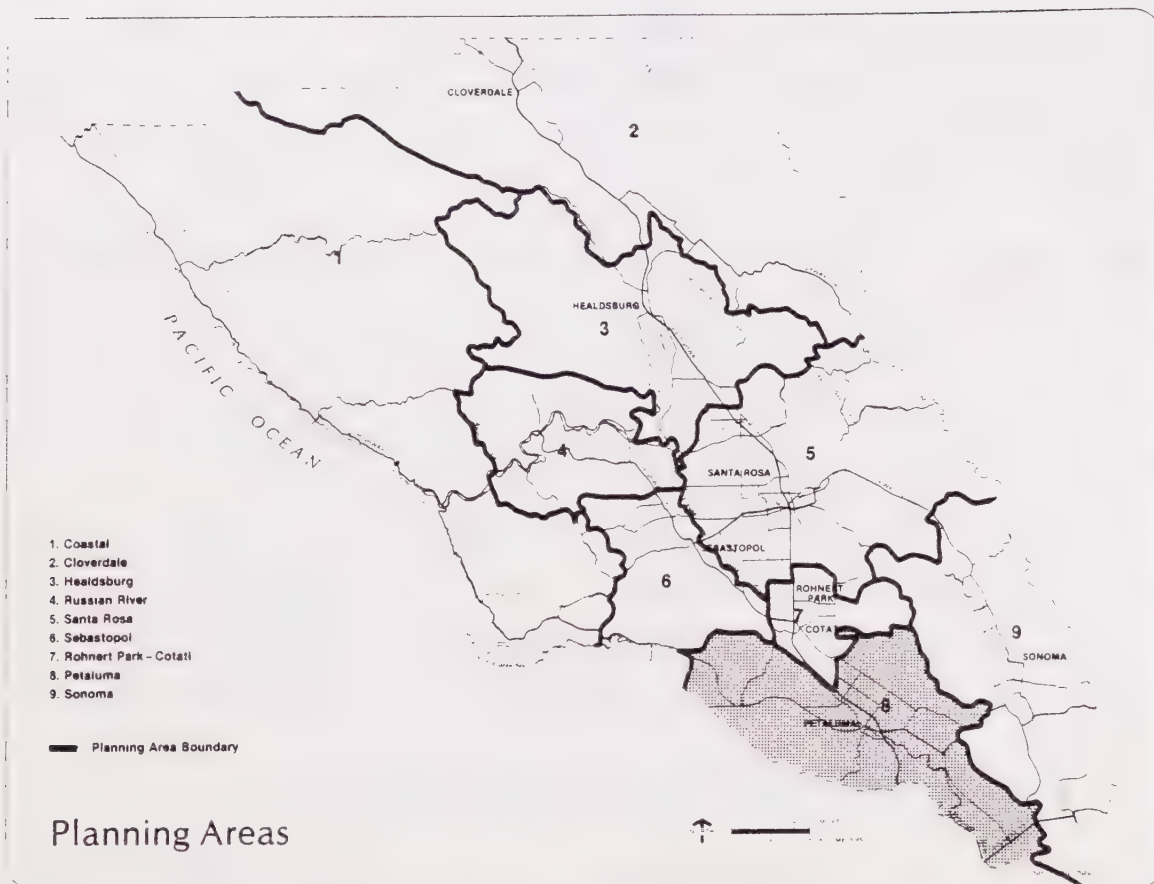 CLOVERDALE
2
HEALDSBURG
3
PACIFIC OCEAN
4
5
SANTA ROSA
SEBASTOPOL
6
ROHNERT
PARK
7
COTATI
9
SONOMA
8
PETALUMA
1. Coastal
2. Cloverdale
3. Healdsburg
4. Russian River
5. Santa Rosa
6. Sebastopol
7. Rohnert Park - Cotati
8. Petaluma
9. Sonoma
Planning Area Boundary
Planning Areas